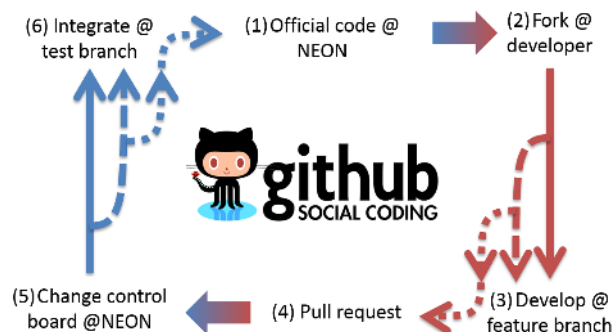 (6) Integrate @
test branch
(1) Official code @
NEON
(2) Fork @
developer
github
SOCIAL CODING
(5) Change control
board @NEON
(4) Pull request
(3) Develop @
feature branch